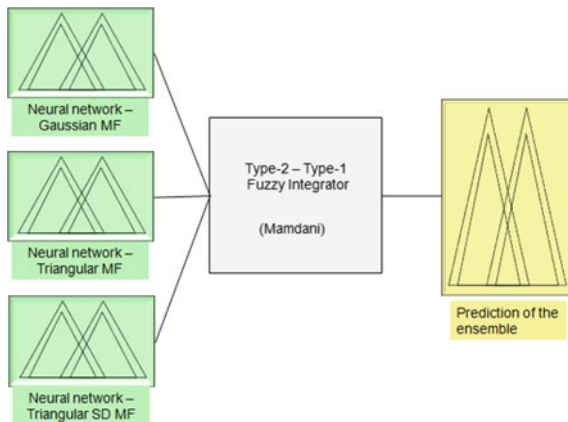 Neural network –
Gaussian MF
Neural network –
Triangular MF
Neural network –
Triangular SD MF
Type-2 – Type-1
Fuzzy Integrator
(Mamdani)
Prediction of the
ensemble